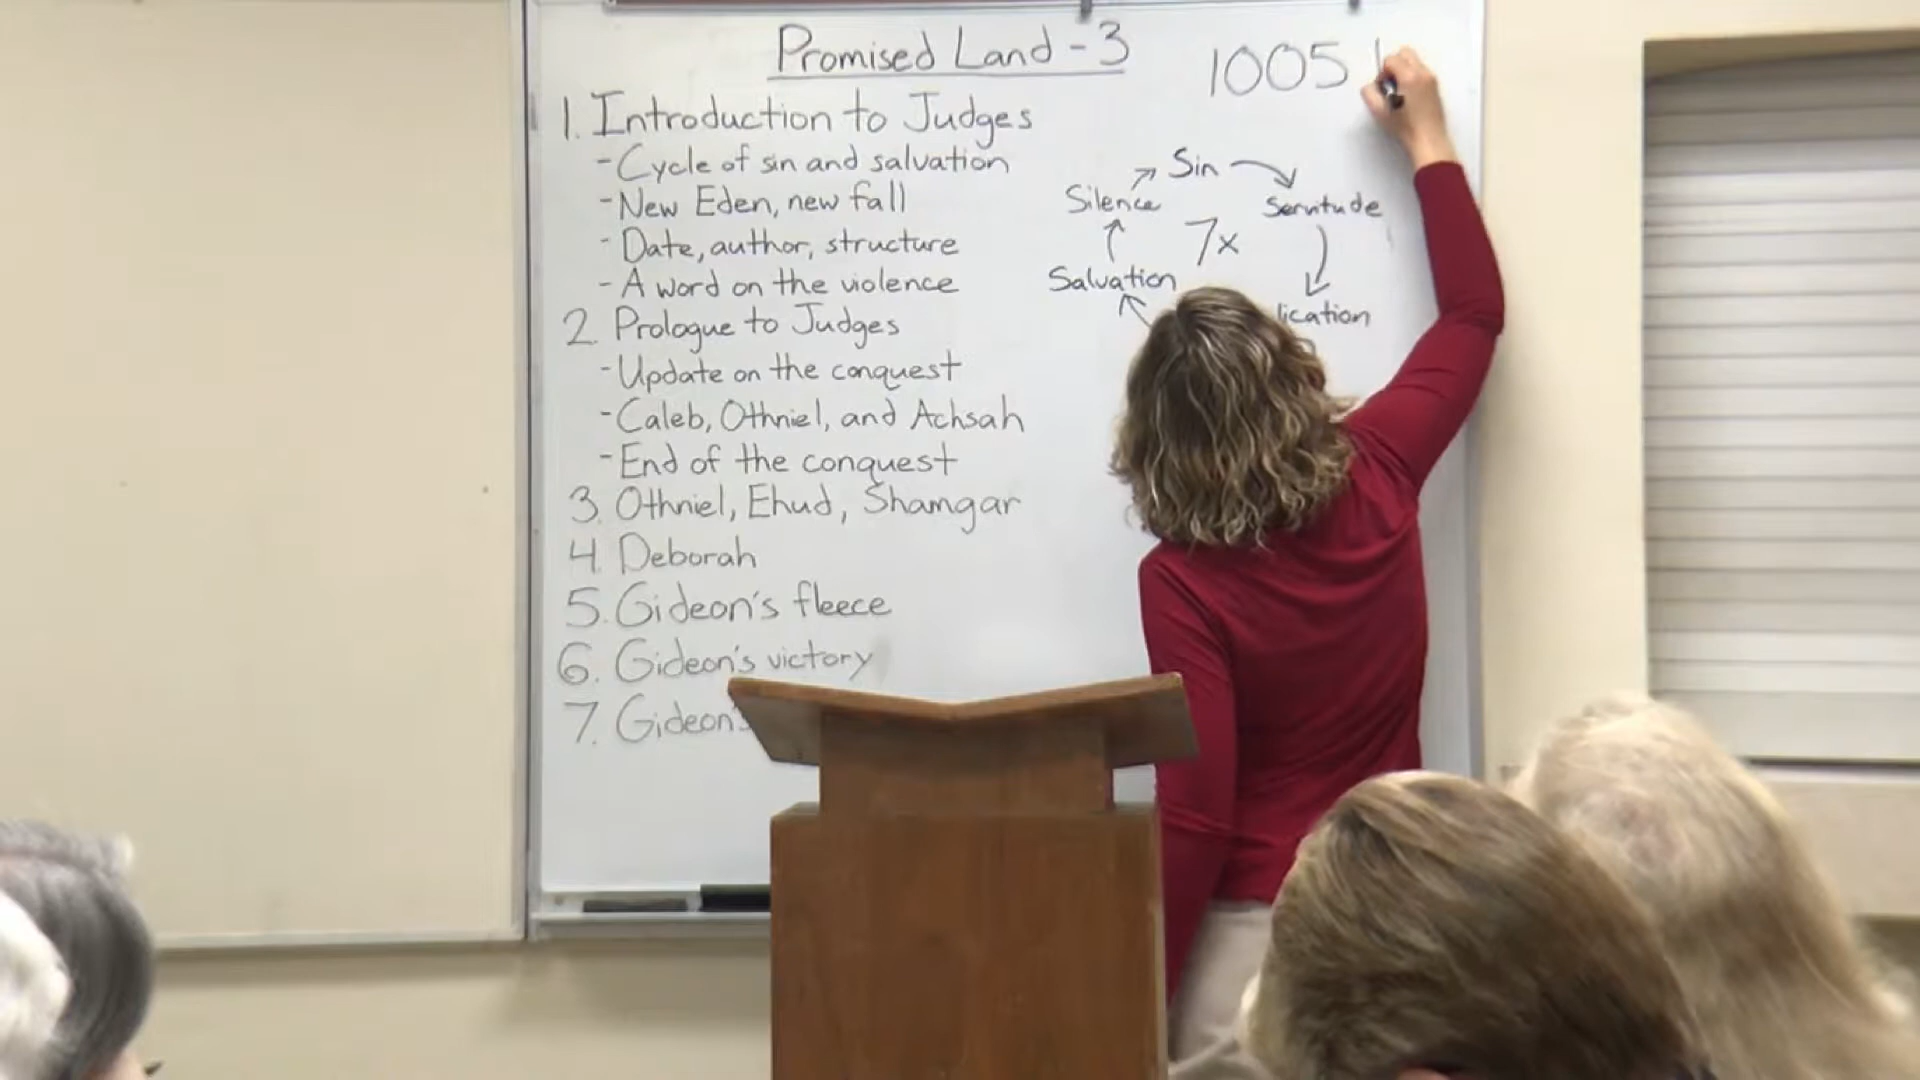 Promised Land - 3
1005
1. Introduction to Judges
- Cycle of sin and salvation
- New Eden, new fall
- Date, author, structure
- A word on the violence
2. Prologue to Judges
- Update on the conquest
- Caleb, Othniel, and Achsah
- End of the conquest
3. Othniel, Ehud, Shamgar
4. Deborah
5. Gideon's fleece
6. Gideon's victory
7. Gideon's
Sin
Silence
Servitude
7x
Salvation
lication